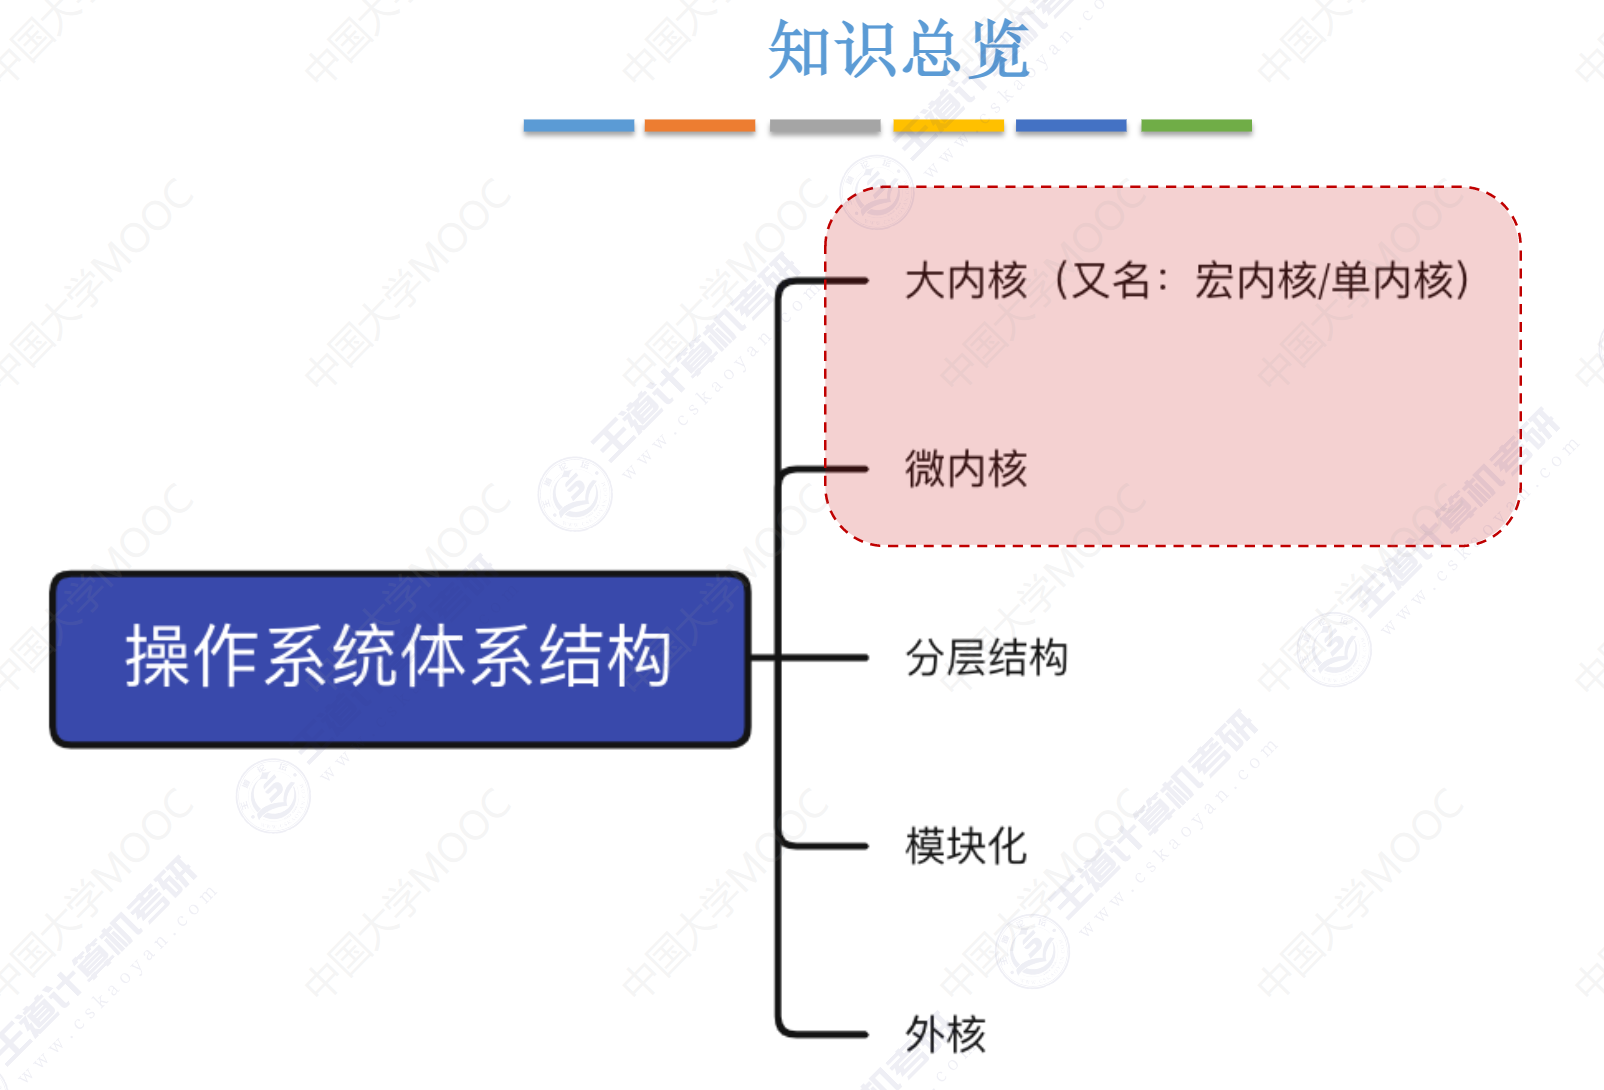 知识总览
大内核（又名：宏内核/单内核）
微内核
操作系统体系结构
分层结构
模块化
外核
中国大学MOOC
王道计算机考研
www.cskaoyan.com